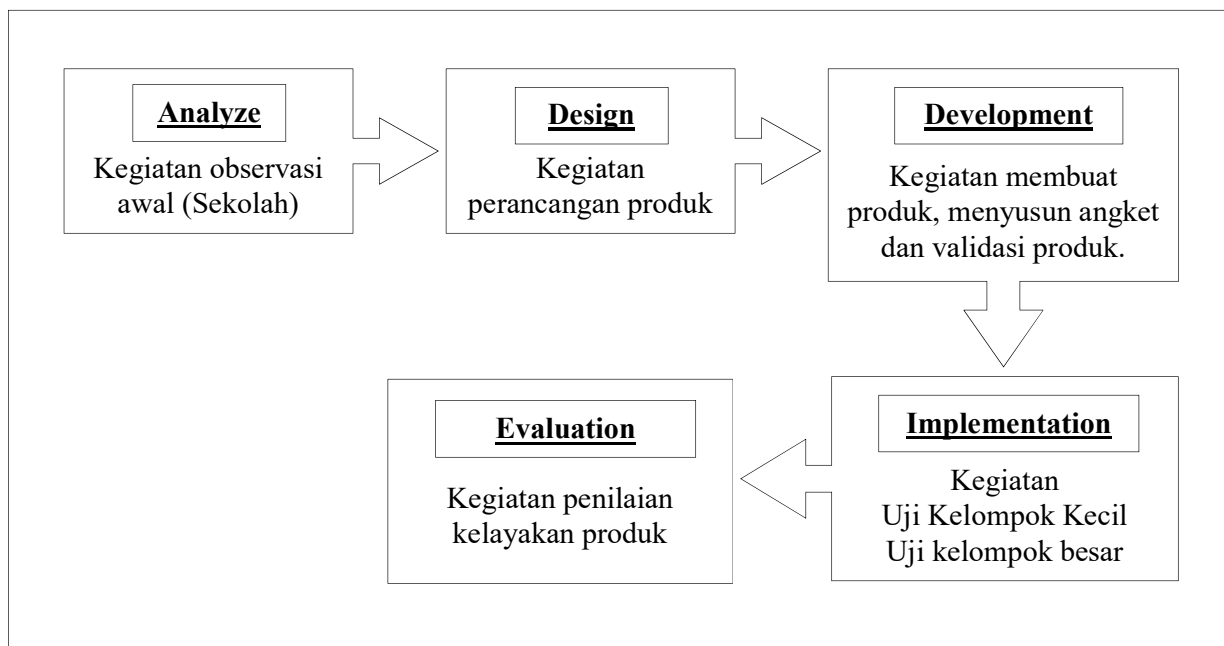 Analyze
Kegiatan observasi
awal (Sekolah)
Design
Kegiatan
perancangan produk
Development
Kegiatan membuat
produk, menyusun angket
dan validasi produk.
Implementation
Kegiatan
Uji Kelompok Kecil
Uji kelompok besar
Evaluation
Kegiatan penilaian
kelayakan produk